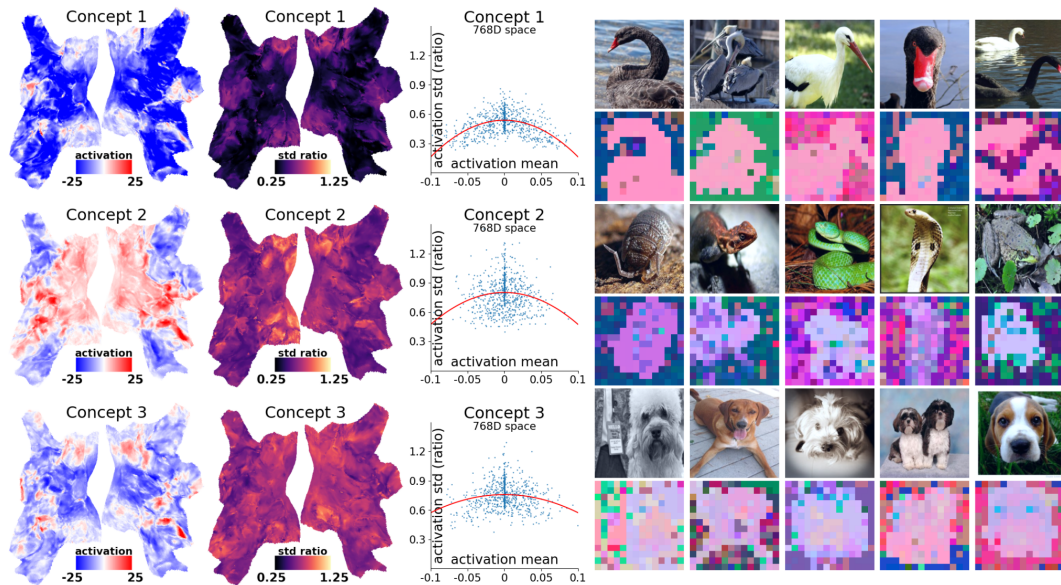 Concept 1
Concept 1
Concept 1
768D space
activation std (ratio)
1.2
0.9
0.6
0.3
activation mean
-0.1
-0.05
0
0.05
0.1
activation
-25
25
std ratio
0.25
1.25
Concept 2
Concept 2
Concept 2
768D space
activation std (ratio)
1.2
0.9
0.6
0.3
activation mean
-0.1
-0.05
0
0.05
0.1
activation
-25
25
std ratio
0.25
1.25
Concept 3
Concept 3
Concept 3
768D space
activation std (ratio)
1.2
0.9
0.6
0.3
activation mean
-0.1
-0.05
0
0.05
0.1
activation
-25
25
std ratio
0.25
1.25